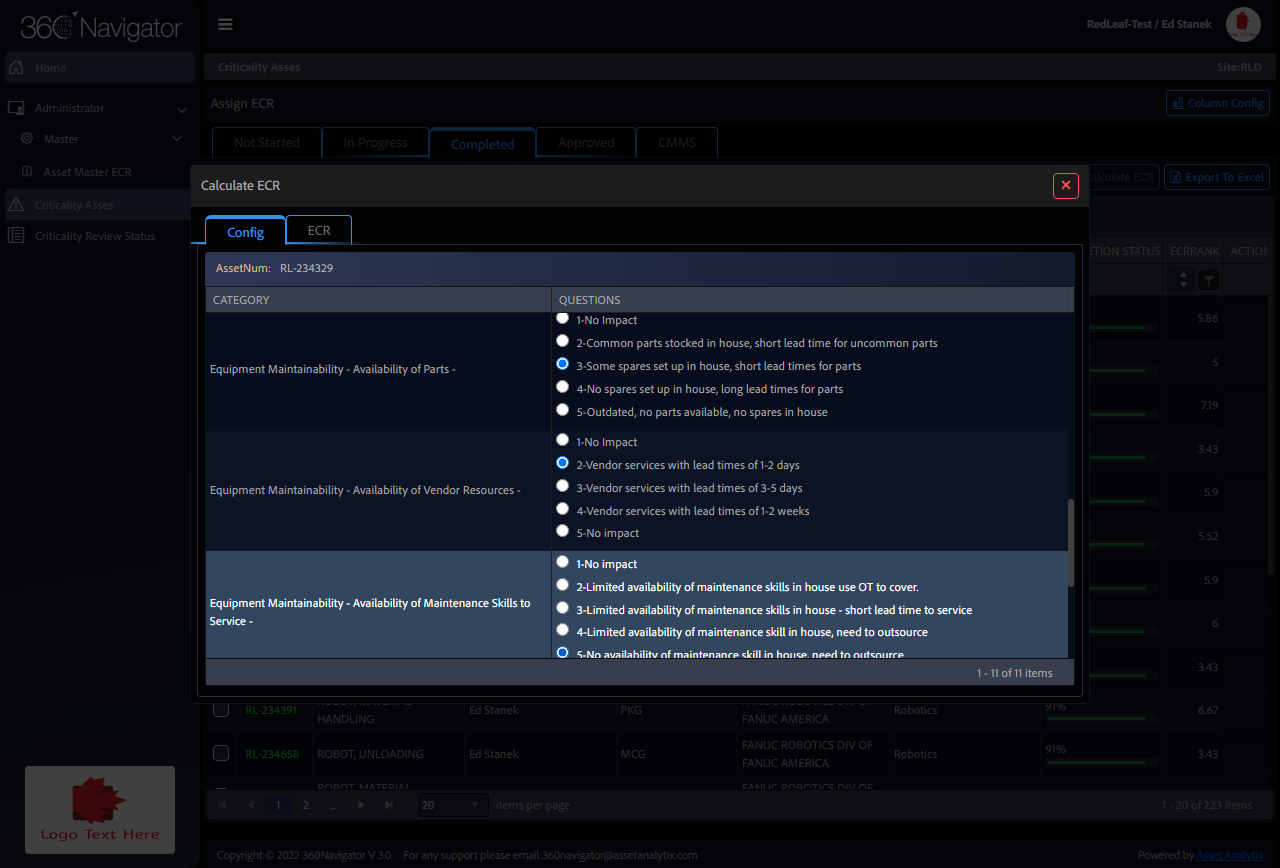 360 Navigator
RedLeaf-Test / Ed Stanek
Home
Criticality Asses
Site:RLD
Administrator
Assign ECR
Column Config
Master
Not Started
In Progress
Completed
Approved
CMMS
Asset Master ECR
Calculate ECR
Export To Excel
Criticality Asses
Criticality Review Status
Calculate ECR
Config
ECR
ETION STATUS
ECRRANK
ACTION
AssetNum: RL-234329
CATEGORY
QUESTIONS
Equipment Maintainability - Availability of Parts -
1-No Impact
2-Common parts stocked in house, short lead time for uncommon parts
3-Some spares set up in house, short lead times for parts
4-No spares set up in house, long lead times for parts
5-Outdated, no parts available, no spares in house
Equipment Maintainability - Availability of Vendor Resources -
1-No Impact
2-Vendor services with lead times of 1-2 days
3-Vendor services with lead times of 3-5 days
4-Vendor services with lead times of 1-2 weeks
5-No impact
Equipment Maintainability - Availability of Maintenance Skills to
Service -
1-No impact
2-Limited availability of maintenance skills in house use OT to cover.
3-Limited availability of maintenance skills in house - short lead time to service
4-Limited availability of maintenance skill in house, need to outsource
5-No availability of maintenance skill in house, need to outsource
1 - 11 of 11 items
5.86
5
7.19
3.43
5.9
5.52
5.9
6
3.43
RL-234391
ROBOT, MATERIAL
HANDLING
Ed Stanek
PKG
FANUC ROBOTICS DIV OF
FANUC AMERICA
Robotics
91%
6.67
RL-234658
ROBOT, UNLOADING
Ed Stanek
MCG
FANUC ROBOTICS DIV OF
FANUC AMERICA
Robotics
91%
3.43
ROBOT, MATERIAL
FANUC ROBOTICS DIV OF
1
2
...
20
items per page
1 - 20 of 223 items
Logo Text Here
Copyright © 2022 360Navigator V 3.0
For any support please email:360navigator@assetanalytix.com
Powered by Asset Analytix